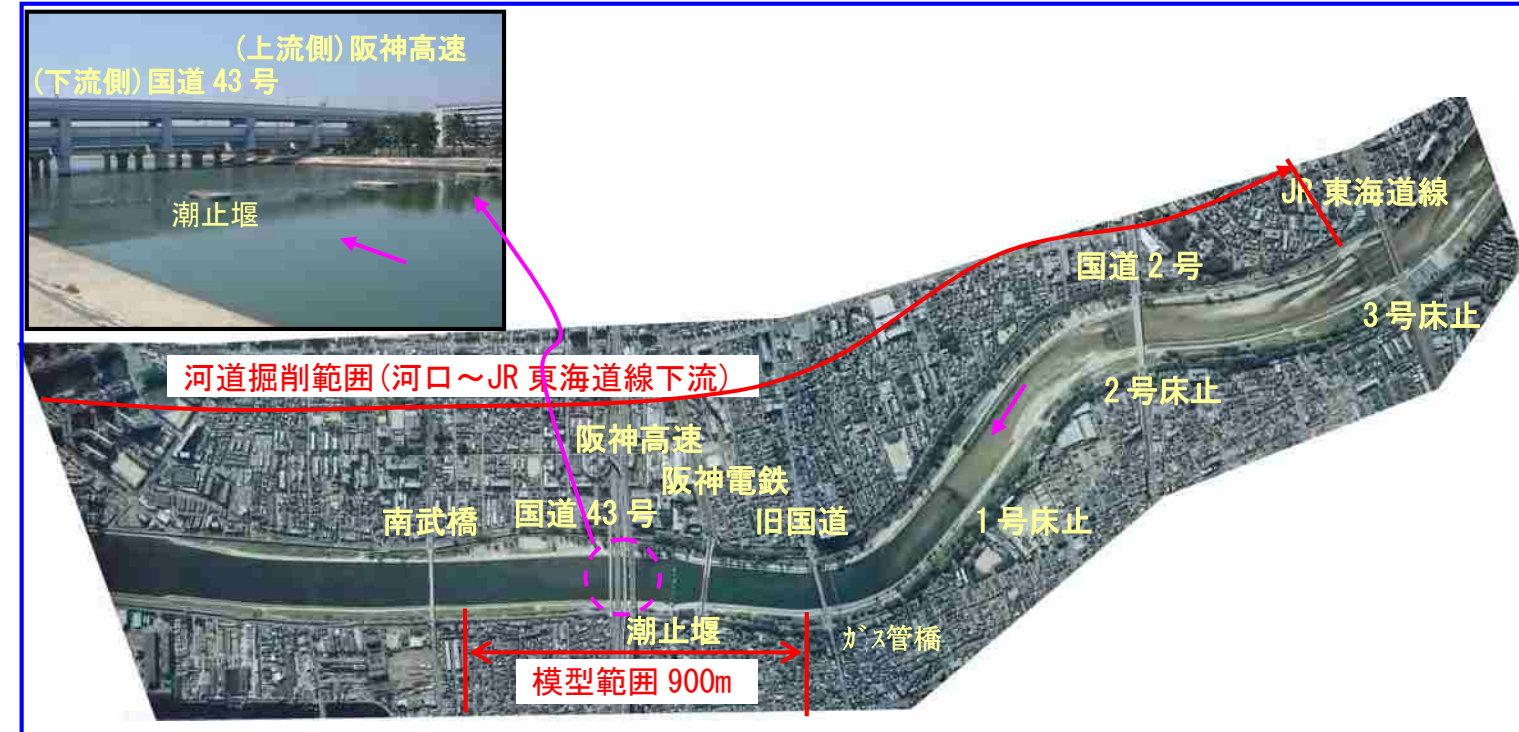 (上流側)阪神高速
(下流側)国道 43 号
潮止堰
JR 東海道線
国道 2 号
3 号床止
河道掘削範囲(河口～JR 東海道線下流)
2 号床止
阪神高速
阪神電鉄
南武橋
国道 43 号
旧国道
1 号床止
潮止堰
ガス管橋
模型範囲 900m